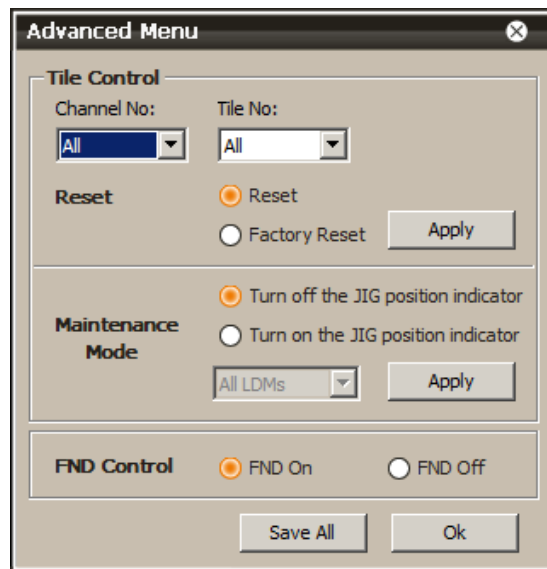 Advanced Menu
Tile Control
Channel No: Tile No:
All All
Reset Reset
Factory Reset Apply
Turn off the JIG position indicator
Maintenance Mode Turn on the JIG position indicator
All LDMs Apply
FND Control FND On FND Off
Save All Ok